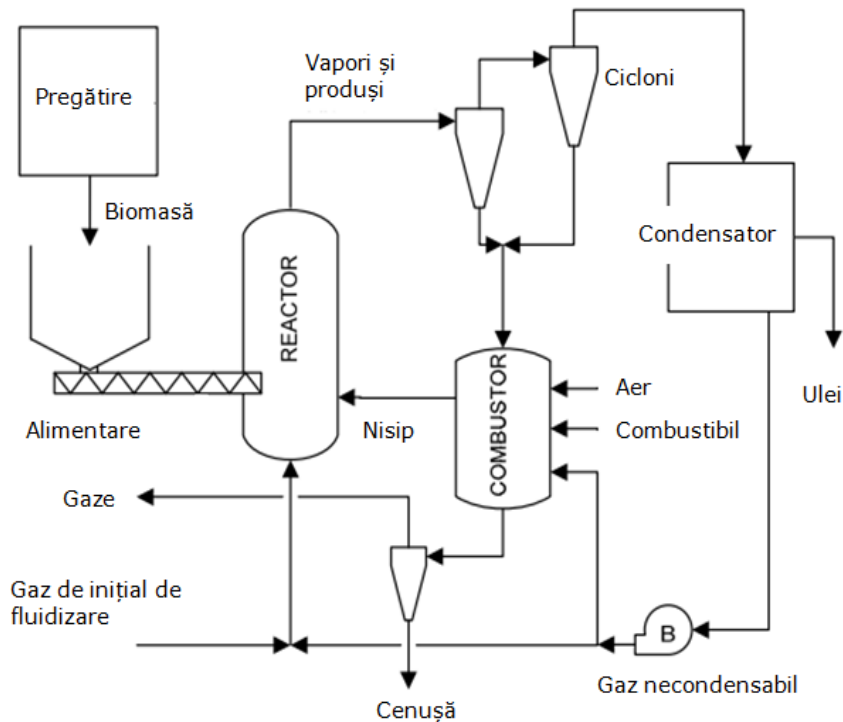 Pregătire
Vapori și
produși
Cicloni
Biomasă
Condensator
REACTOR
COMBUSTOR
Aer
Ulei
Alimentare
Nisip
Combustibil
Gaze
Gaz de inițial de
fluidizare
B
Gaz necondensabil
Cenușă